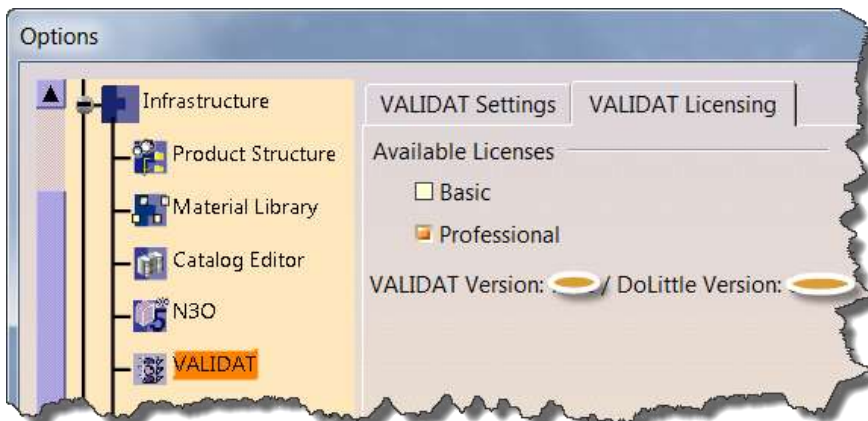 Options
Infrastructure
Product Structure
Material Library
Catalog Editor
N3O
VALIDAT
VALIDAT Settings
VALIDAT Licensing
Available Licenses
Basic
Professional
VALIDAT Version: / DoLittle Version: